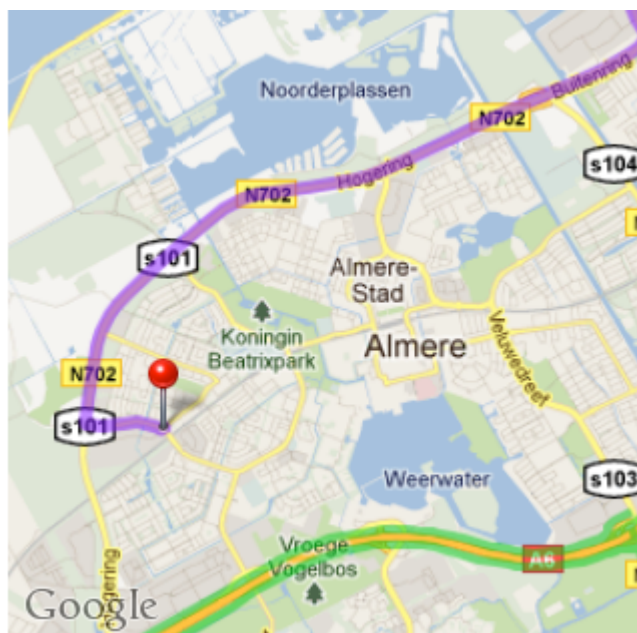 Noorderplassen
Buitenring
N702
Hogering
s104
N702
s101
Almere-
Stad
Koningin
Beatrixpark
Almere
Veluwedreef
N702
s101
Weerwater
s103
Vroege
Vogelbos
A6
Google